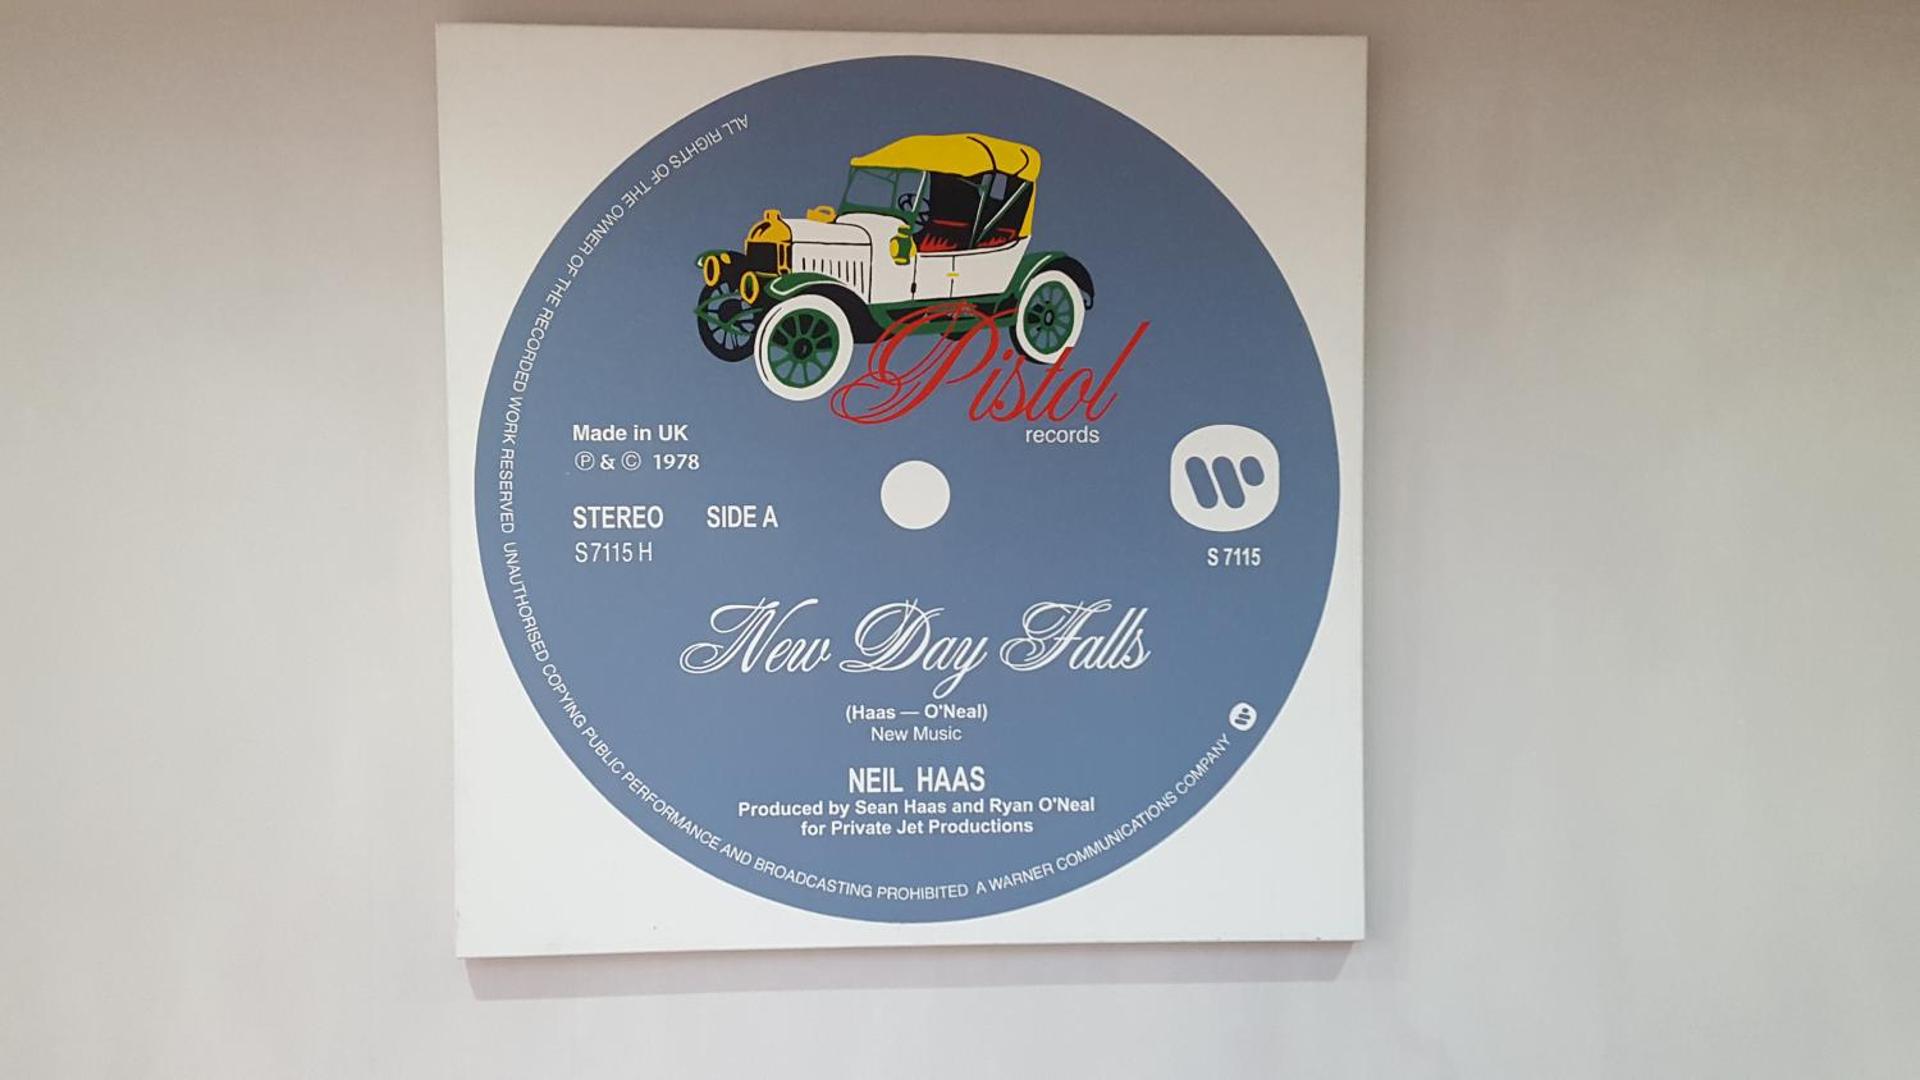 Pistol
records
Made in UK
Ⓟ & Ⓒ 1978
STEREO SIDE A
S7115 H
S 7115
New Day Falls
(Haas — O'Neal)
New Music
NEIL HAAS
Produced by Sean Haas and Ryan O'Neal
for Private Jet Productions
ALL RIGHTS OF THE OWNER OF THE RECORDED WORK RESERVED UNAUTHORISED COPYING PUBLIC PERFORMANCE AND BROADCASTING PROHIBITED A WARNER COMMUNICATIONS COMPANY